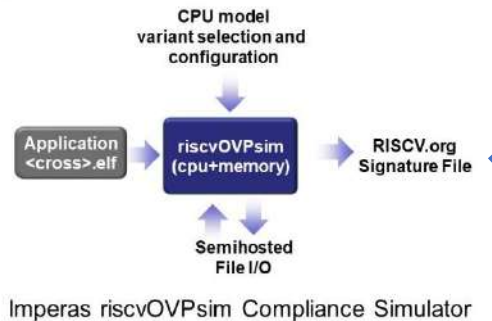 CPU model
variant selection and
configuration
Application
<cross>.elf
riscvOVPsim
(cpu+memory)
RISCV.org
Signature File
Semihosted
File I/O
Imperas riscvOVPsim Compliance Simulator